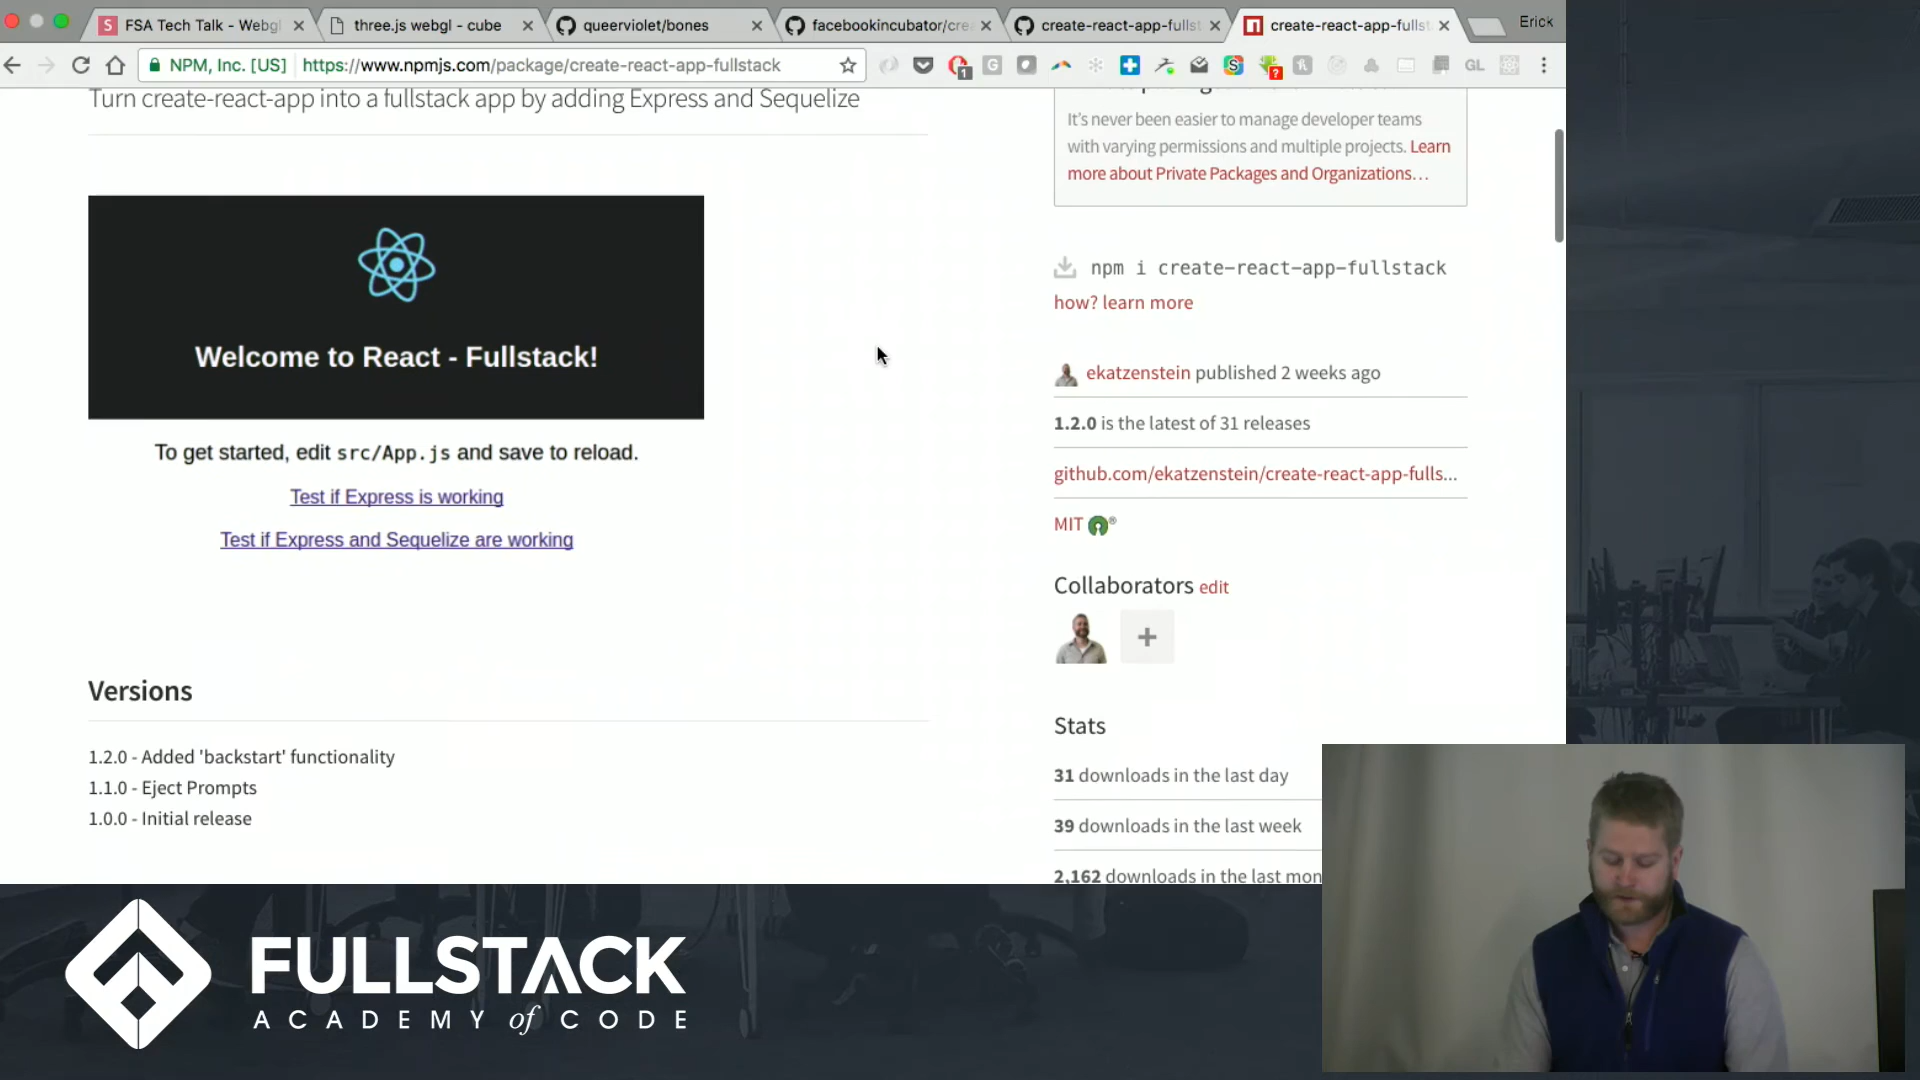 FSA Tech Talk - Webgl
three.js webgl - cube
queerviolet/bones
facebookincubator/cre
create-react-app-fulls
create-react-app-fulls
Erick
NPM, Inc. [US]
https://www.npmjs.com/package/create-react-app-fullstack
Turn create-react-app into a fullstack app by adding Express and Sequelize
Welcome to React - Fullstack!
To get started, edit src/App.js and save to reload.
Test if Express is working
Test if Express and Sequelize are working
Versions
1.2.0 - Added 'backstart' functionality
1.1.0 - Eject Prompts
1.0.0 - Initial release
It's never been easier to manage developer teams
with varying permissions and multiple projects. Learn
more about Private Packages and Organizations…
npm i create-react-app-fullstack
how? learn more
ekatzenstein published 2 weeks ago
1.2.0 is the latest of 31 releases
github.com/ekatzenstein/create-react-app-fulls...
MIT
Collaborators edit
+
Stats
31 downloads in the last day
39 downloads in the last week
2,162 downloads in the last mon
FULLSTACK
ACADEMY of CODE